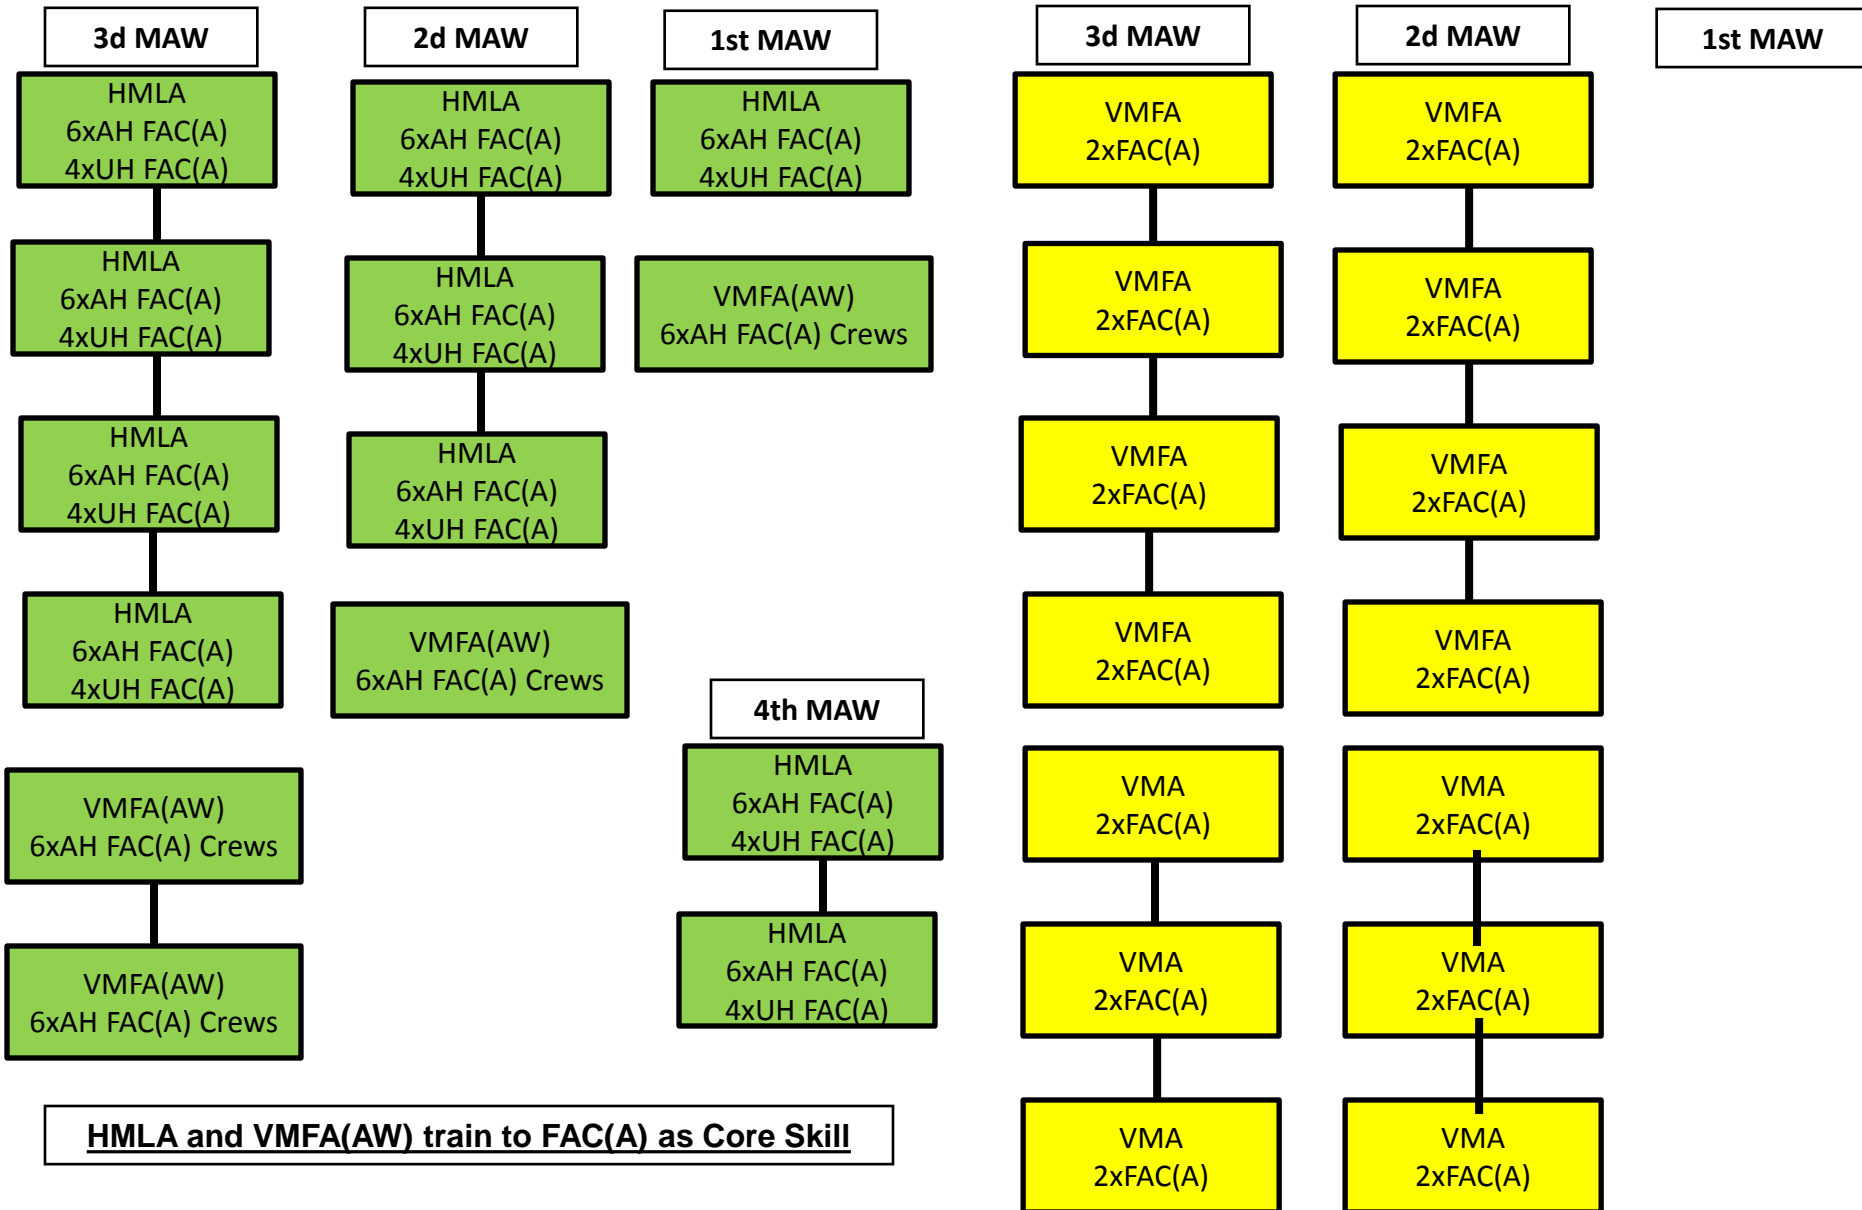 3d MAW
HMLA
6xAH FAC(A)
4xUH FAC(A)
HMLA
6xAH FAC(A)
4xUH FAC(A)
HMLA
6xAH FAC(A)
4xUH FAC(A)
HMLA
6xAH FAC(A)
4xUH FAC(A)
VMFA(AW)
6xAH FAC(A) Crews
VMFA(AW)
6xAH FAC(A) Crews
2d MAW
HMLA
6xAH FAC(A)
4xUH FAC(A)
HMLA
6xAH FAC(A)
4xUH FAC(A)
HMLA
6xAH FAC(A)
4xUH FAC(A)
VMFA(AW)
6xAH FAC(A) Crews
1st MAW
HMLA
6xAH FAC(A)
4xUH FAC(A)
VMFA(AW)
6xAH FAC(A) Crews
4th MAW
HMLA
6xAH FAC(A)
4xUH FAC(A)
HMLA
6xAH FAC(A)
4xUH FAC(A)
HMLA and VMFA(AW) train to FAC(A) as Core Skill
3d MAW
VMFA
2xFAC(A)
VMFA
2xFAC(A)
VMFA
2xFAC(A)
VMFA
2xFAC(A)
VMA
2xFAC(A)
VMA
2xFAC(A)
VMA
2xFAC(A)
2d MAW
VMFA
2xFAC(A)
VMFA
2xFAC(A)
VMFA
2xFAC(A)
VMFA
2xFAC(A)
VMA
2xFAC(A)
VMA
2xFAC(A)
VMA
2xFAC(A)
1st MAW